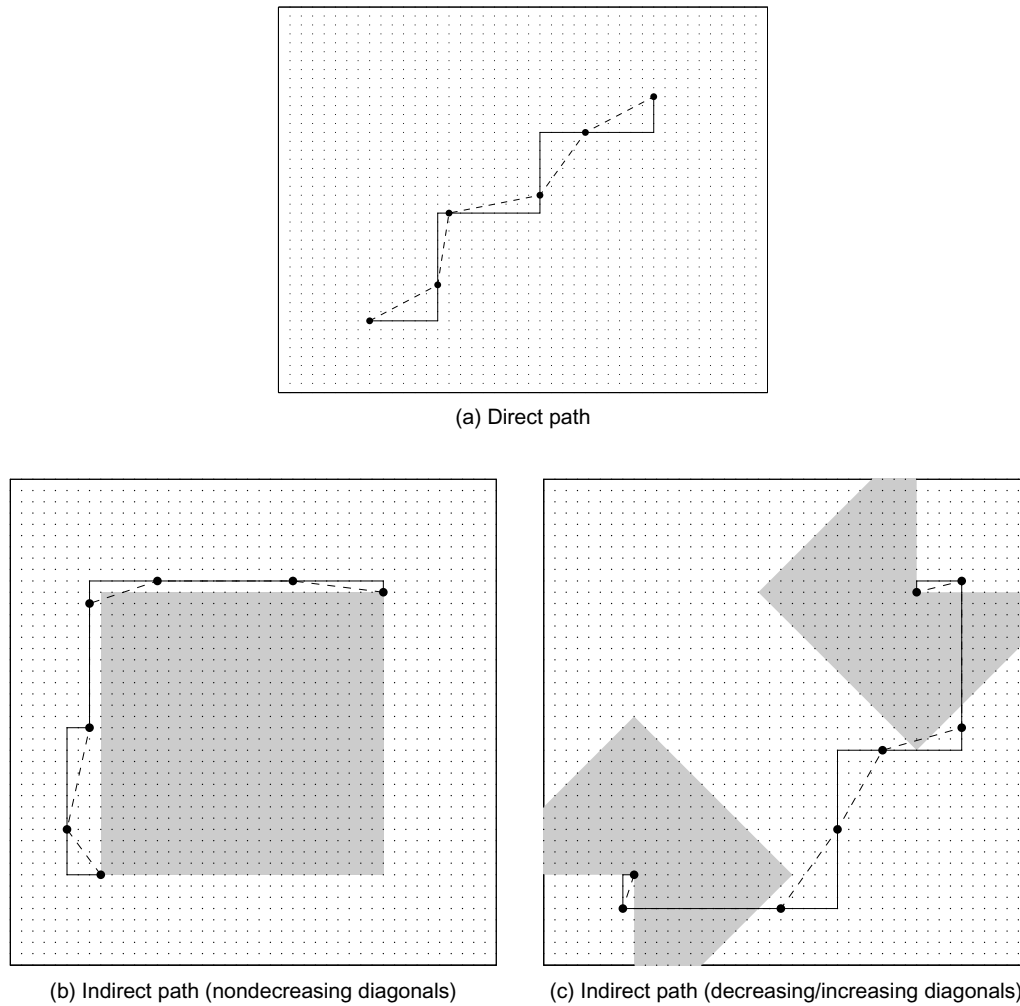 (a) Direct path
(b) Indirect path (nondecreasing diagonals)
(c) Indirect path (decreasing/increasing diagonals)